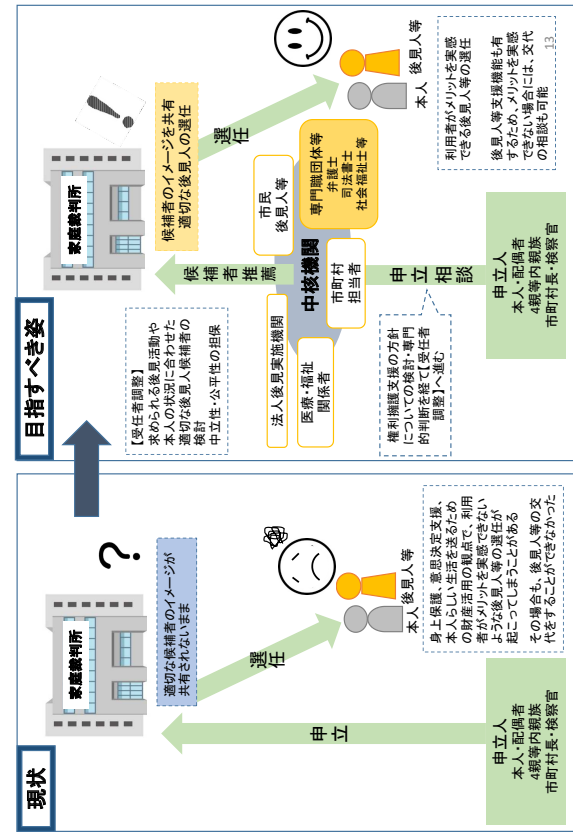 現状
家庭裁判所
?
適切な候補者のイメージが
共有されないまま
申立
選任
本人
後見人等
身上保護、意思決定支援、
本人らしい生活を送るため
の財産活用の観点で、利用
者がメリットを実感できない
ような後見人等の選任が
起こってしまうことがある
その場合も、後見人等の交
代をすることができなかった
申立人
本人・配偶者
4親等内親族
市町村長・検察官
目指すべき姿
家庭裁判所
!
候補者のイメージを共有
適切な後見人の選任
【受任者調整】
求められる後見活動や
本人の状況に合わせた
適切な後見人候補者の
検討
中立性・公平性の担保
候補者推薦
選任
法人後見実施機関
市民
後見人等
中核機関
専門職団体等
弁護士
司法書士
社会福祉士等
医療・福祉
関係者
市町村
担当者
本人
後見人等
権利擁護支援の方針
についての検討・専門
的判断を経て【受任者
調整】へ進む
申立相談
利用者がメリットを実感
できる後見人等の選任
後見人等支援機能も有
するため、メリットを実感
できない場合には、交代
の相談も可能
申立人
本人・配偶者
4親等内親族
市町村長・検察官
13